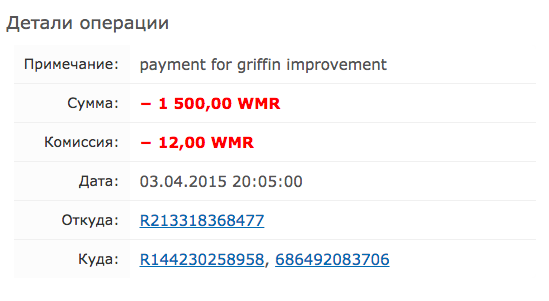 Детали операции
Примечание: payment for griffin improvement
Сумма: − 1 500,00 WMR
Комиссия: − 12,00 WMR
Дата: 03.04.2015 20:05:00
Откуда: R213318368477
Куда: R144230258958, 686492083706